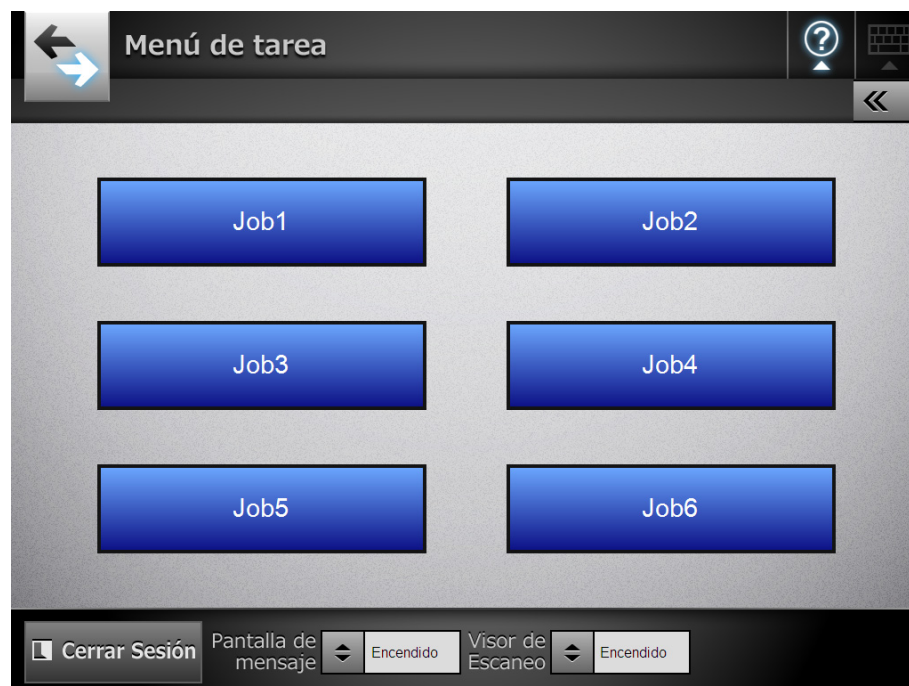 Menú de tarea
Job1
Job2
Job3
Job4
Job5
Job6
Cerrar Sesión
Pantalla de
mensaje
Encendido
Visor de
Escaneo
Encendido